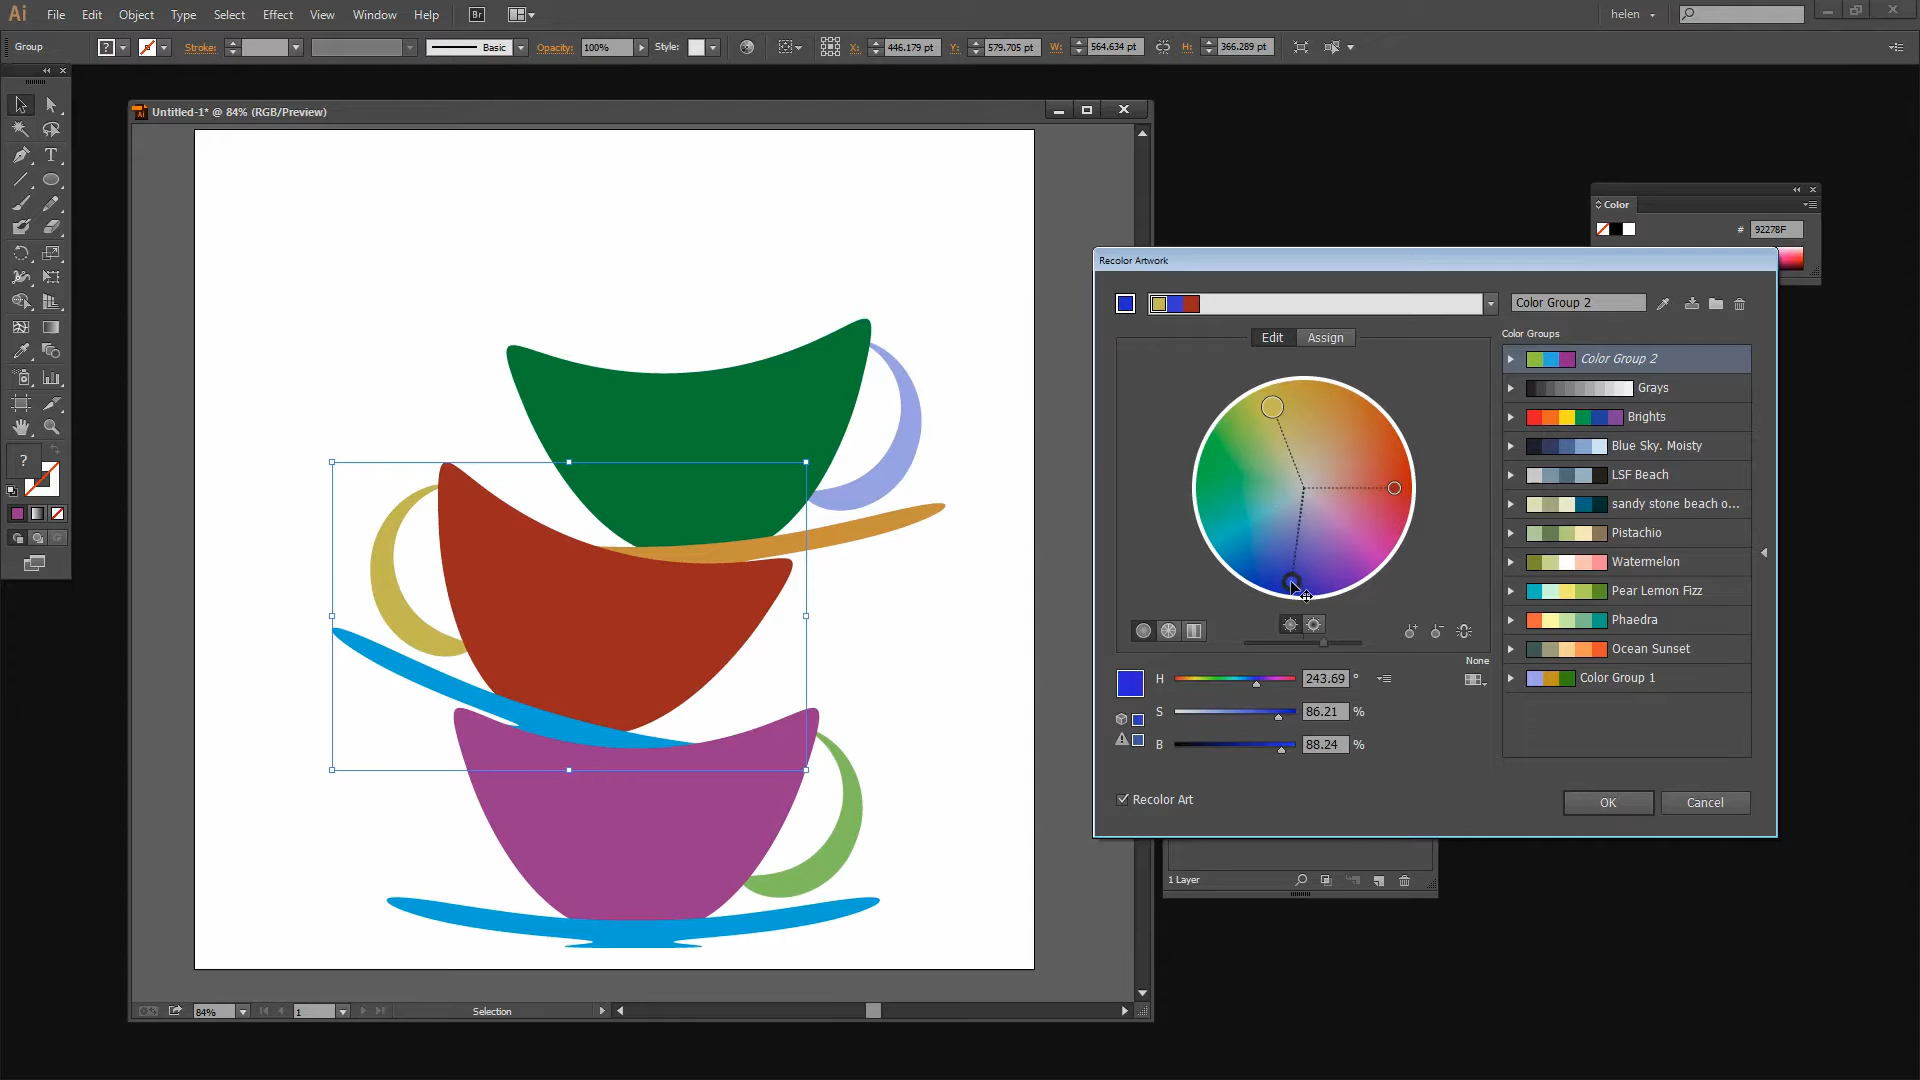 Ai File Edit Object Type Select Effect View Window Help Br helen
Group ? Stroke: Basic Opacity: 100% Style: X: 446.179 pt Y: 579.705 pt W: 564.634 pt H: 366.289 pt
Untitled-1* @ 84% (RGB/Preview)
T
?
84% 1 Selection
Color
# 92278F
Recolor Artwork
Color Group 2
Edit Assign
Color Groups
Color Group 2
Grays
Brights
Blue Sky. Moisty
LSF Beach
sandy stone beach o...
Pistachio
Watermelon
Pear Lemon Fizz
Phaedra
Ocean Sunset
Color Group 1
None
H 243.69 °
S 86.21 %
B 88.24 %
Recolor Art
OK Cancel
1 Layer